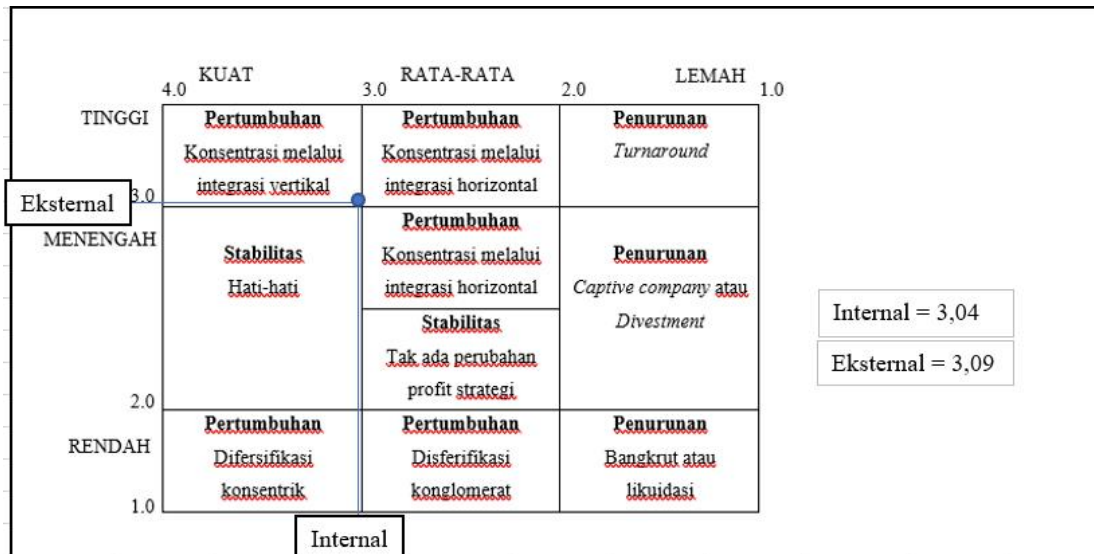 KUAT RATA-RATA LEMAH
4.0 3.0 2.0 1.0
TINGGI
Pertumbuhan
Konsentrasi melalui
integrasi vertikal
Pertumbuhan
Konsentrasi melalui
integrasi horizontal
Penurunan
Turnaround
Eksternal
3.0
MENENGAH
Stabilitas
Hati-hati
Pertumbuhan
Konsentrasi melalui
integrasi horizontal
Stabilitas
Tak ada perubahan
profit strategi
Penurunan
Captive company atau
Divestment
2.0
RENDAH
Pertumbuhan
Difersifikasi
konsentrik
Pertumbuhan
Disferifikasi
konglomerat
Penurunan
Bangkrut atau
likuidasi
1.0
Internal
Internal = 3,04
Eksternal = 3,09